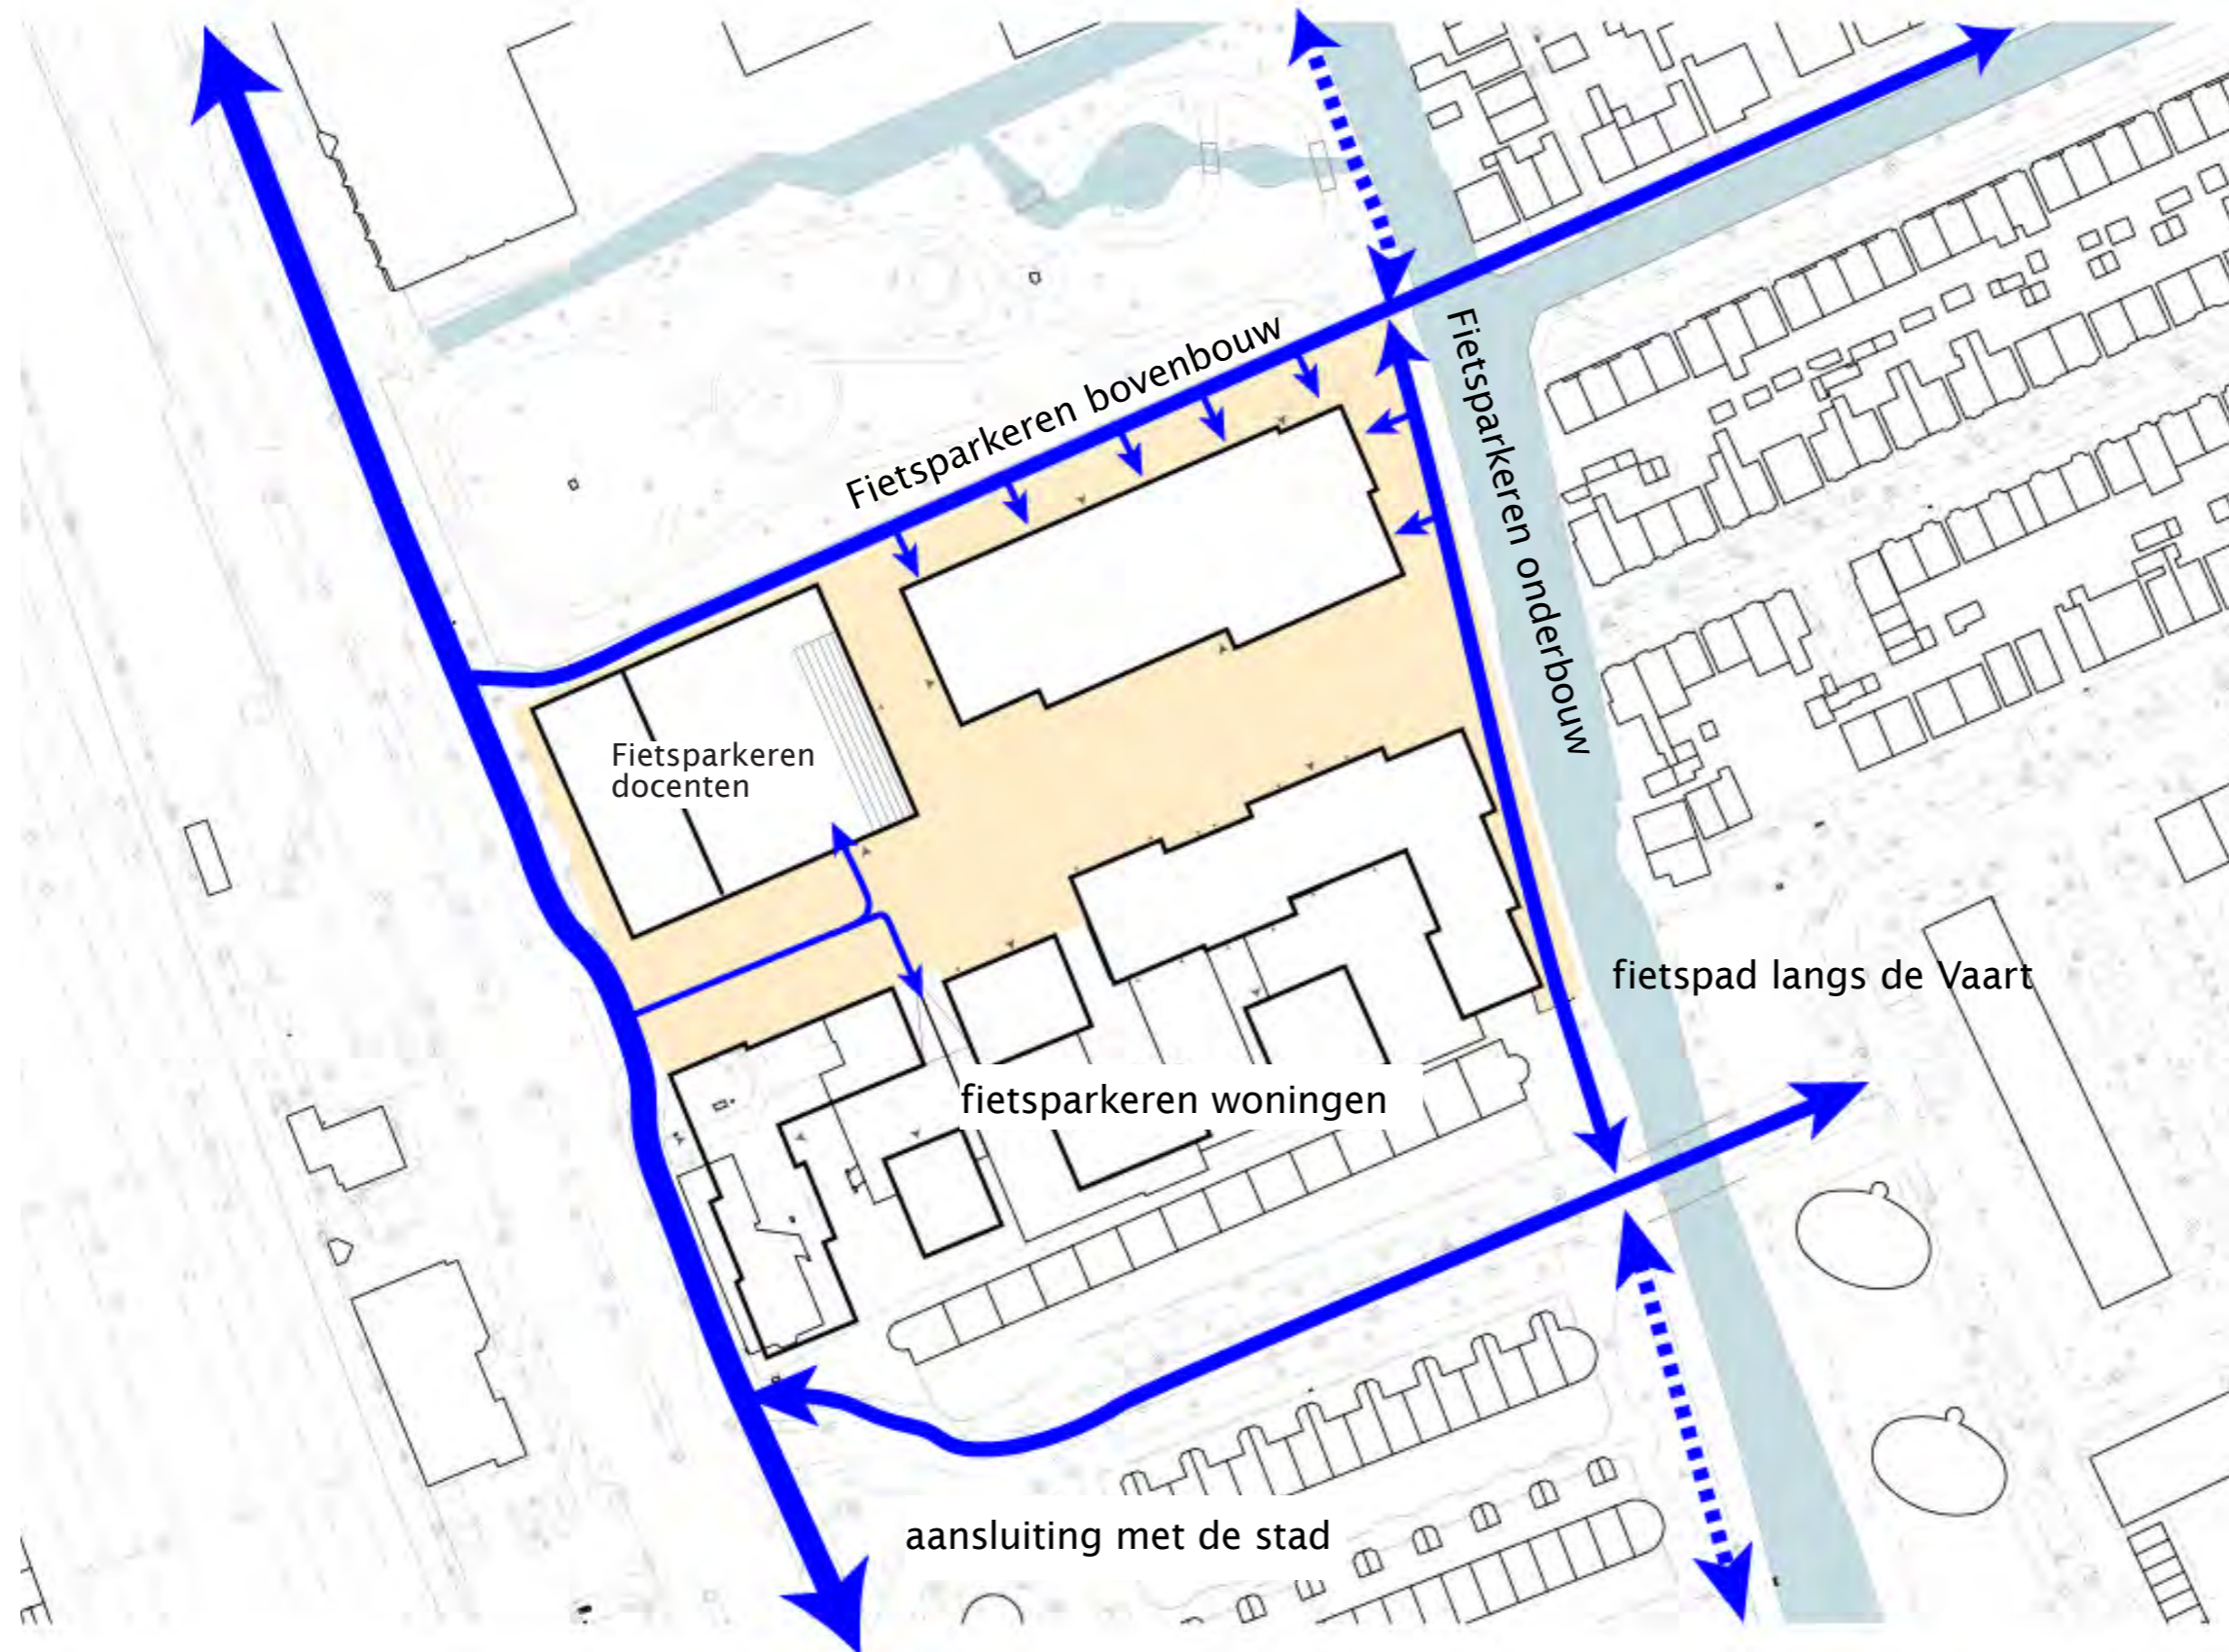 Fietsparkeren bovenbouw
Fietsparkeren onderbouw
Fietsparkeren
docenten
fietspad langs de Vaart
fietsparkeren woningen
aansluiting met de stad